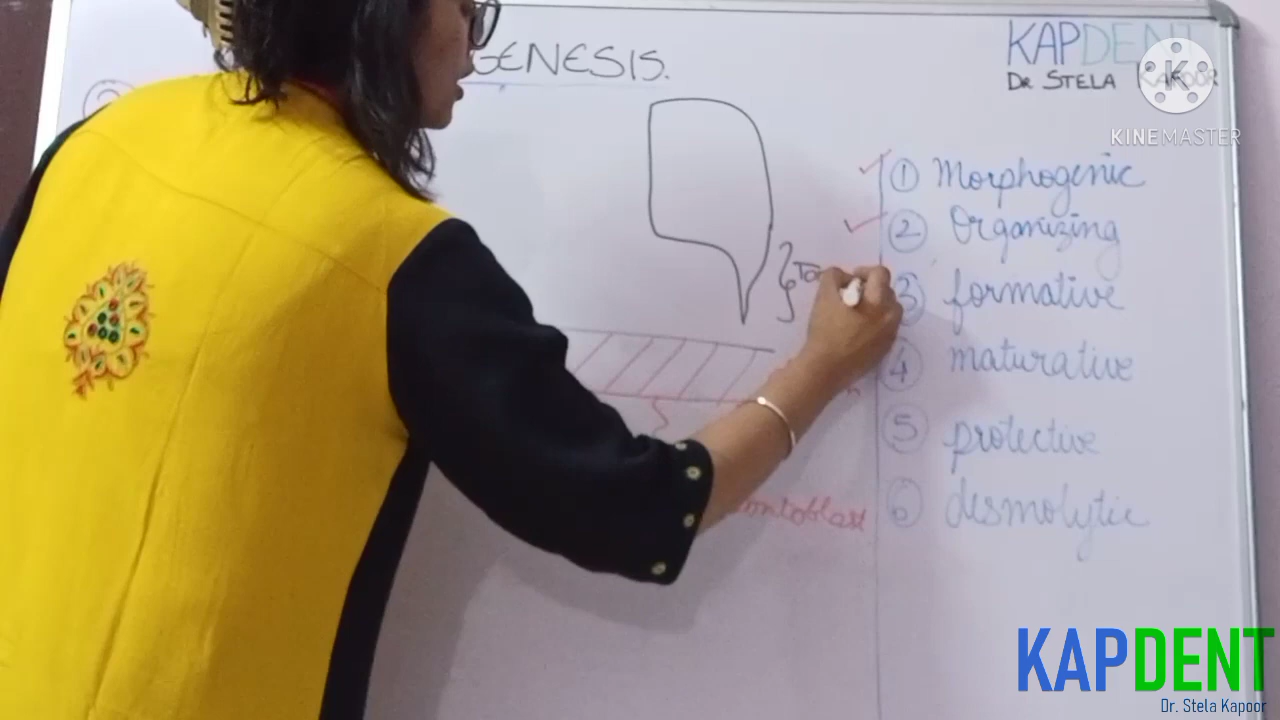 GENESIS.
KAPDENT
DR. STELA KAPOOR
KINEMASTER
① Morphogenic
② Organizing
③ formative
④ maturative
⑤ protective
⑥ desmolytic
KAPDENT
Dr. Stela Kapoor